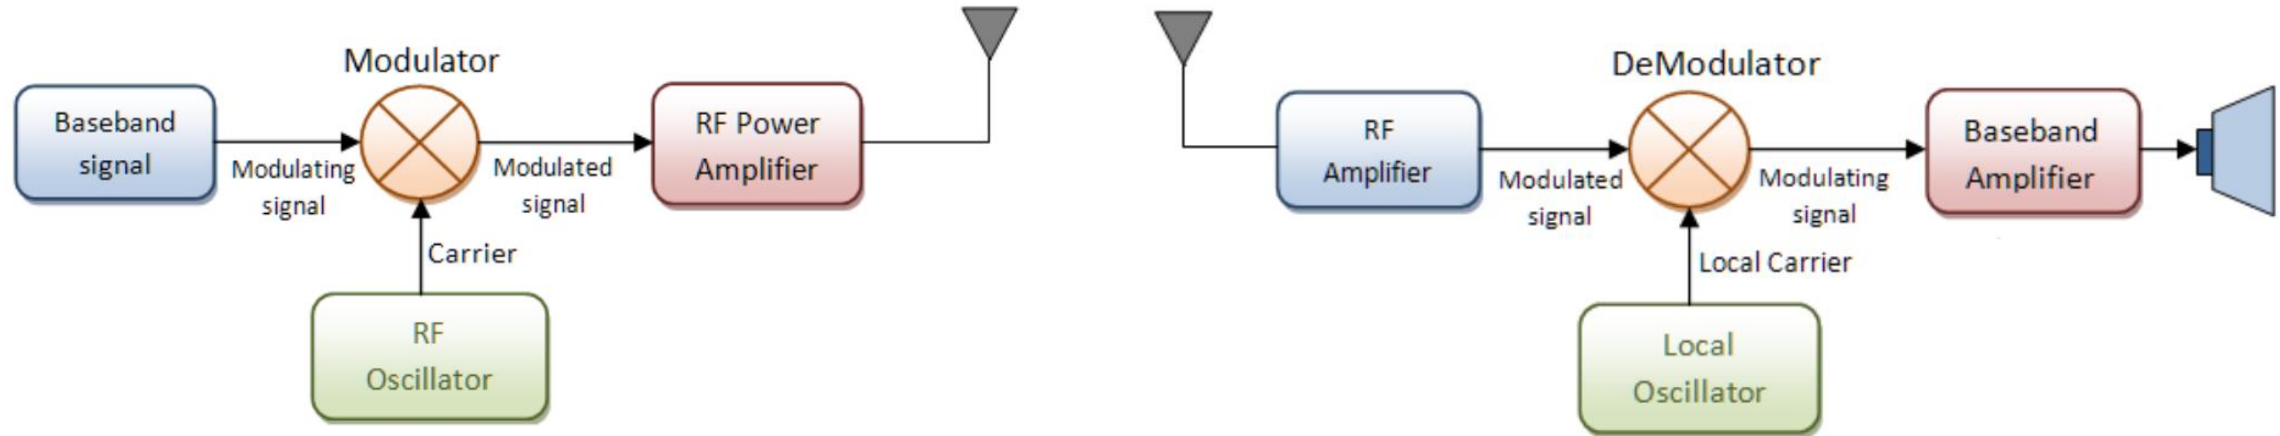 Modulator
Baseband
signal
Modulating
signal
Modulated
signal
RF Power
Amplifier
Carrier
RF
Oscillator
DeModulator
RF
Amplifier
Modulated
signal
Modulating
signal
Baseband
Amplifier
Local Carrier
Local
Oscillator